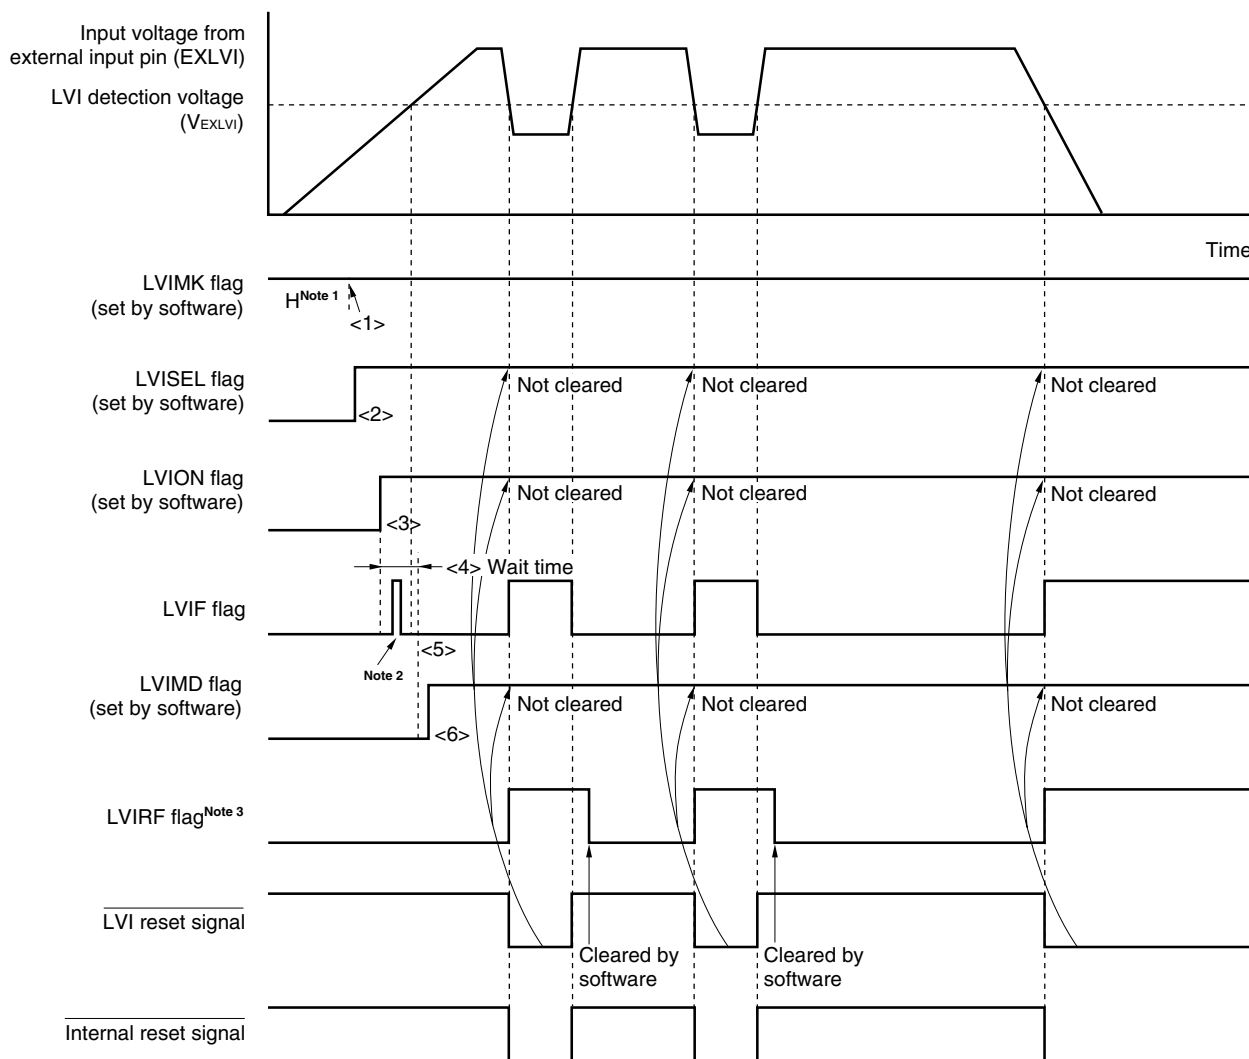 Input voltage from
external input pin (EXLVI)
LVI detection voltage
(VEXLVI)
Time
LVIMK flag
(set by software)
HNote 1
<1>
LVISEL flag
(set by software)
<2>
Not cleared
Not cleared
Not cleared
LVION flag
(set by software)
<3>
Not cleared
Not cleared
Not cleared
<4> Wait time
LVIF flag
Note 2
<5>
LVIMD flag
(set by software)
<6>
Not cleared
Not cleared
Not cleared
LVIRF flagNote 3
LVI reset signal
Cleared by
software
Cleared by
software
Internal reset signal